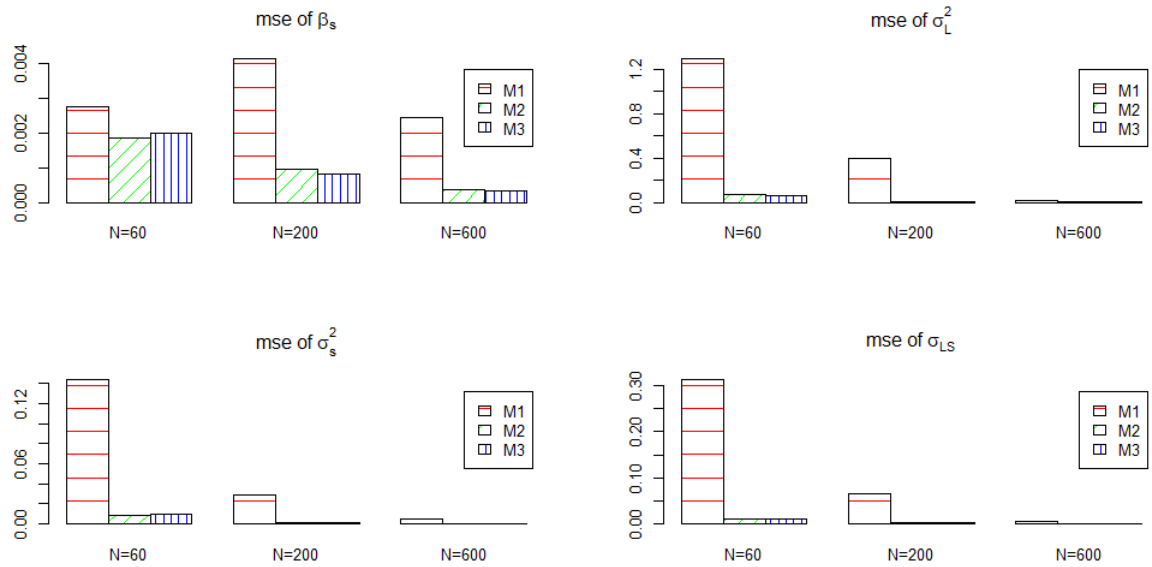 mse of βs
0.004
0.002
0.000
M1
M2
M3
N=60
N=200
N=600
mse of σ²L
1.2
0.8
0.4
0.0
M1
M2
M3
N=60
N=200
N=600
mse of σ²s
0.12
0.06
0.00
M1
M2
M3
N=60
N=200
N=600
mse of σLS
0.30
0.20
0.10
0.00
M1
M2
M3
N=60
N=200
N=600